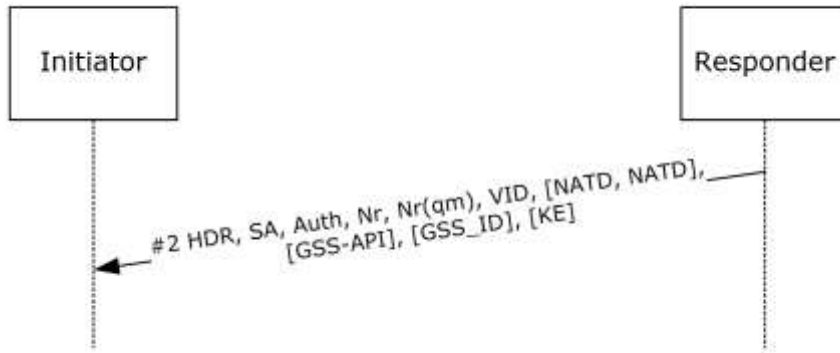 Initiator
Responder
#2 HDR, SA, Auth, Nr, Nr(qm), VID, [NATD, NATD],
[GSS-API], [GSS_ID], [KE]